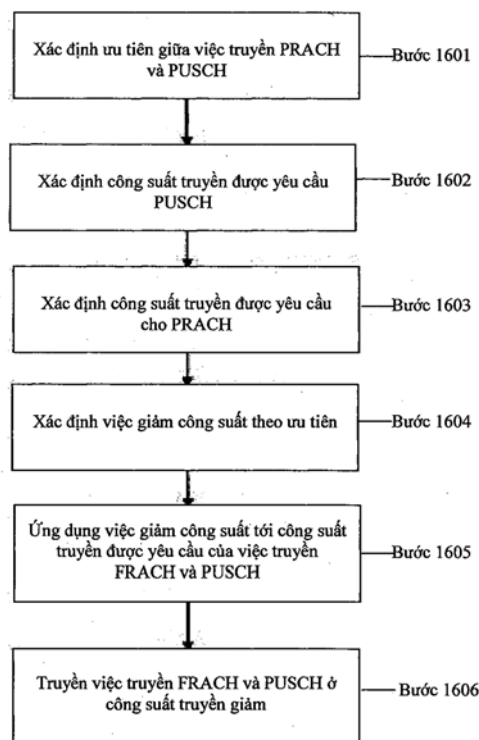 Xác định ưu tiên giữa việc truyền PRACH
và PUSCH
Bước 1601
Xác định công suất truyền được yêu cầu
PUSCH
Bước 1602
Xác định công suất truyền được yêu cầu
cho PRACH
Bước 1603
Xác định việc giảm công suất theo ưu tiên
Bước 1604
Ứng dụng việc giảm công suất tới công suất
truyền được yêu cầu của việc truyền
FRACH và PUSCH
Bước 1605
Truyền việc truyền FRACH và PUSCH ở
công suất truyền giảm
Bước 1606